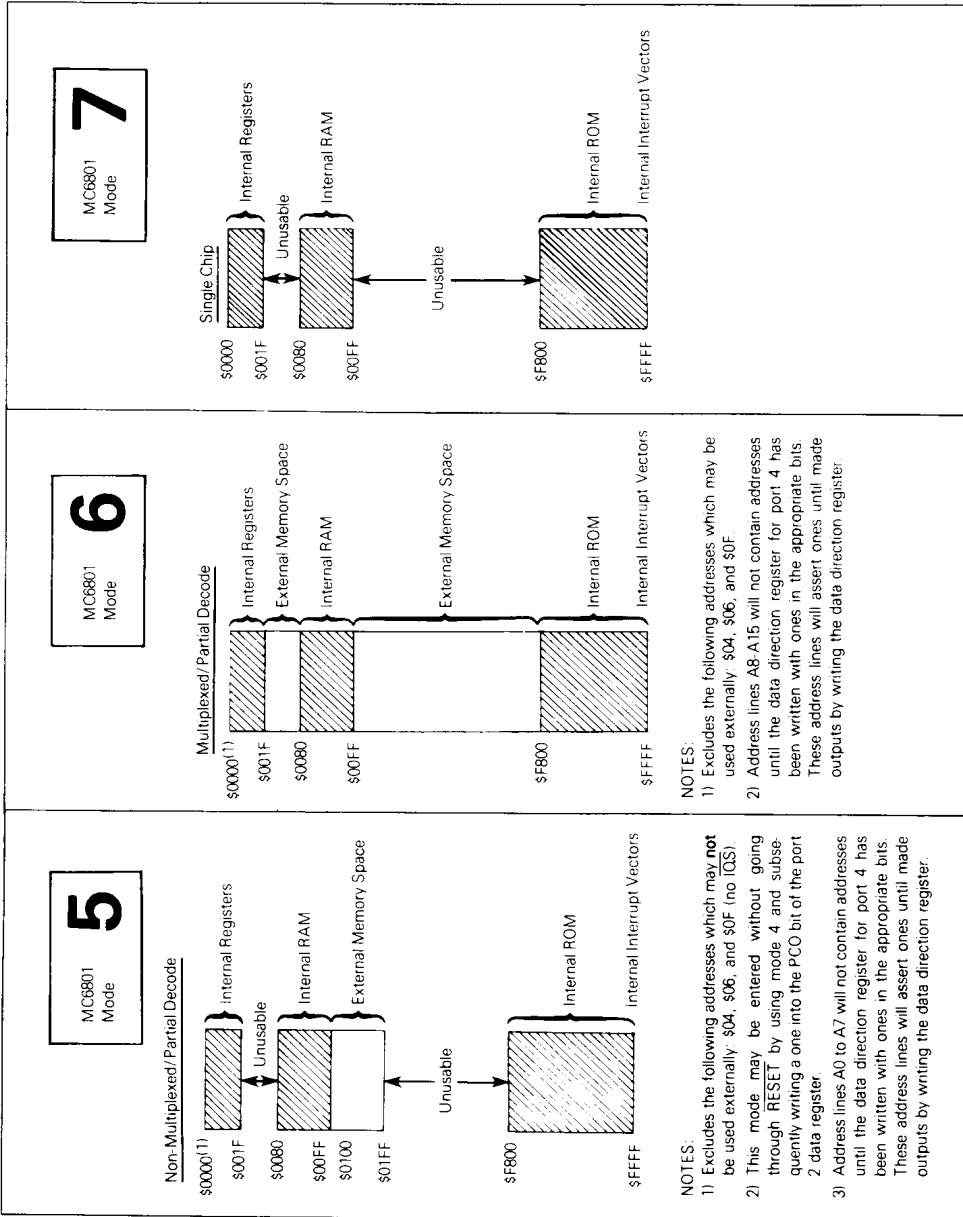 MC6801
Mode
5
Non-Multiplexed/Partial Decode
$0000(1)
$001F
$0080
$00FF
$0100
$01FF
$F800
$FFFF
Internal Registers
Unusable
Internal RAM
External Memory Space
Unusable
Internal ROM
Internal Interrupt Vectors
NOTES:
1) Excludes the following addresses which may not
be used externally: $04, $06, and $0F (no IOS).
2) This mode may be entered without going
through RESET by using mode 4 and subse-
quently writing a one into the PCO bit of the port
2 data register.
3) Address lines A0 to A7 will not contain addresses
until the data direction register for port 4 has
been written with ones in the appropriate bits.
These address lines will assert ones until made
outputs by writing the data direction register.
MC6801
Mode
6
Multiplexed/Partial Decode
$0000(1)
$001F
$0080
$00FF
$F800
$FFFF
Internal Registers
External Memory Space
Internal RAM
External Memory Space
Internal ROM
Internal Interrupt Vectors
NOTES:
1) Excludes the following addresses which may be
used externally: $04, $06, and $0F.
2) Address lines A8-A15 will not contain addresses
until the data direction register for port 4 has
been written with ones in the appropriate bits.
These address lines will assert ones until made
outputs by writing the data direction register.
MC6801
Mode
7
Single Chip
$0000
$001F
$0080
$00FF
$F800
$FFFF
Internal Registers
Unusable
Internal RAM
Unusable
Internal ROM
Internal Interrupt Vectors